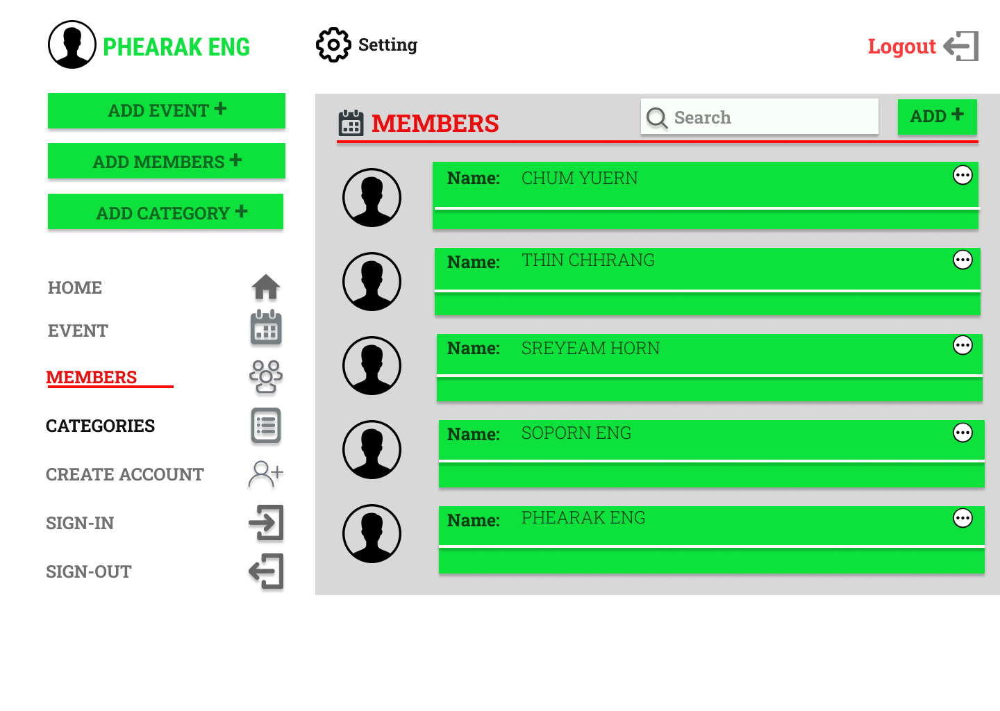 PHEARAK ENG
Setting
Logout
ADD EVENT +
ADD MEMBERS +
ADD CATEGORY +
HOME
EVENT
MEMBERS
CATEGORIES
CREATE ACCOUNT
SIGN-IN
SIGN-OUT
MEMBERS
Search
ADD +
Name: CHUM YUERN
Name: THIN CHHRANG
Name: SREYEAM HORN
Name: SOPORN ENG
Name: PHEARAK ENG